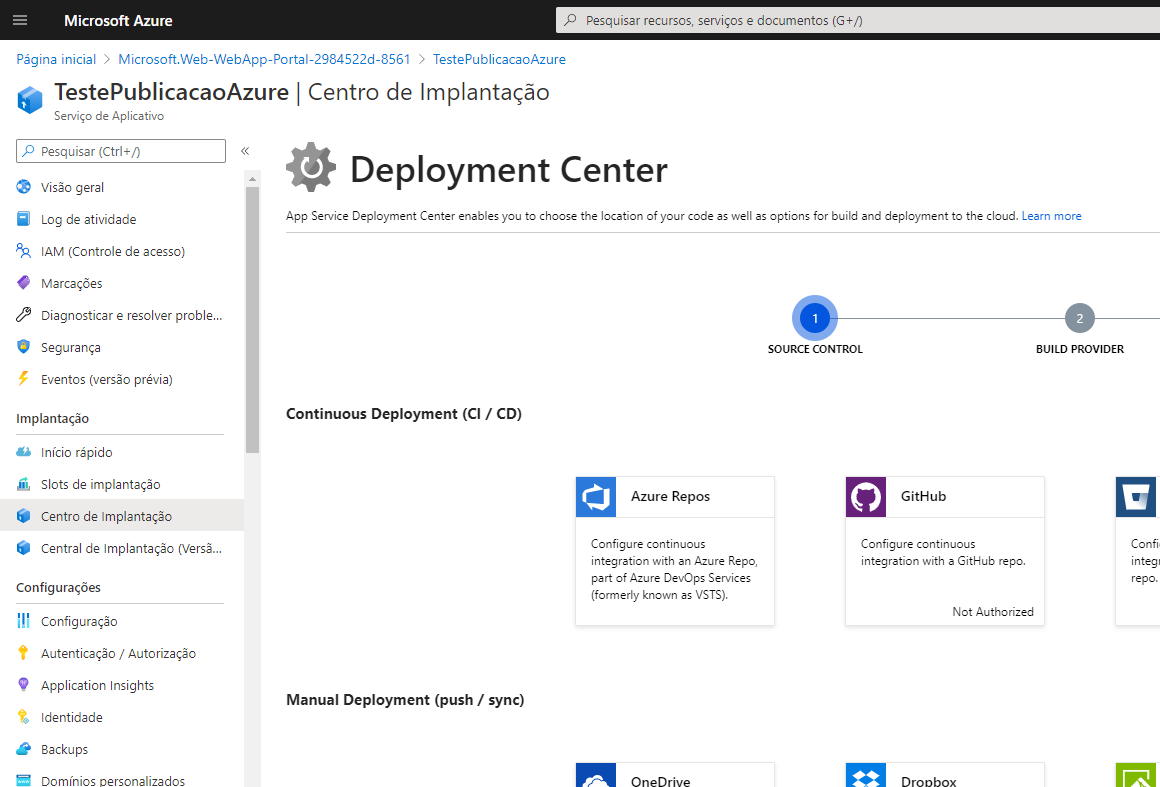 Microsoft Azure
Pesquisar recursos, serviços e documentos (G+/)
Página inicial > Microsoft.Web-WebApp-Portal-2984522d-8561 > TestePublicacaoAzure
TestePublicacaoAzure | Centro de Implantação
Serviço de Aplicativo
Pesquisar (Ctrl+/)
«
Visão geral
Log de atividade
IAM (Controle de acesso)
Marcações
Diagnosticar e resolver proble...
Segurança
Eventos (versão prévia)
Implantação
Início rápido
Slots de implantação
Centro de Implantação
Central de Implantação (Versã...
Configurações
Configuração
Autenticação / Autorização
Application Insights
Identidade
Backups
Domínios personalizados
Deployment Center
App Service Deployment Center enables you to choose the location of your code as well as options for build and deployment to the cloud. Learn more
1
SOURCE CONTROL
2
BUILD PROVIDER
Continuous Deployment (CI / CD)
Azure Repos
Configure continuous
integration with an Azure Repo,
part of Azure DevOps Services
(formerly known as VSTS).
GitHub
Configure continuous
integration with a GitHub repo.
Not Authorized
repo.
Manual Deployment (push / sync)
OneDrive
Dropbox